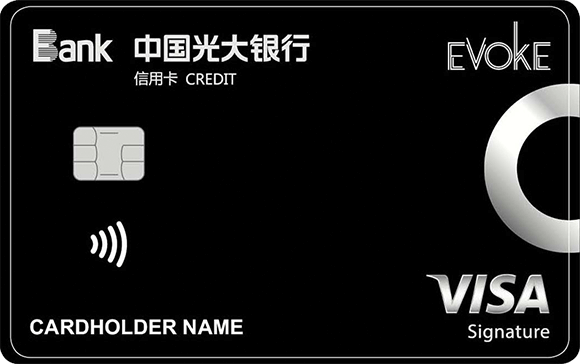 Bank 中国光大银行
EVOKE
信用卡 CREDIT
VISA
Signature
CARDHOLDER NAME